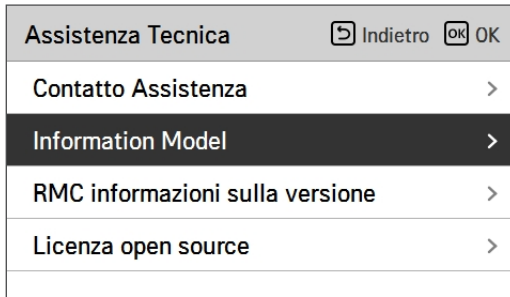 Assistenza Tecnica Indietro OK OK
Contatto Assistenza
Information Model
RMC informazioni sulla versione
Licenza open source